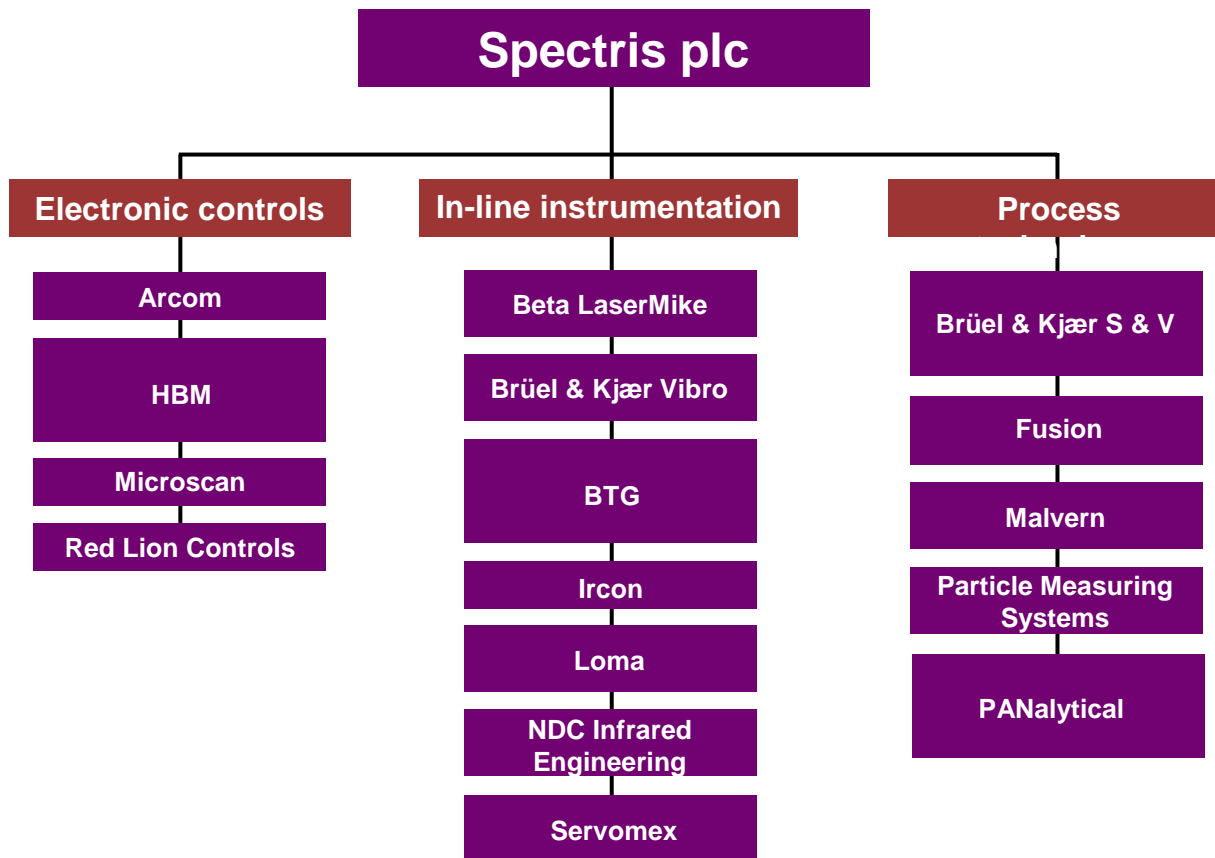 Spectris plc
Electronic controls
Arcom
HBM
Microscan
Red Lion Controls
In-line instrumentation
Beta LaserMike
Brüel & Kjær Vibro
BTG
Ircon
Loma
NDC Infrared
Engineering
Servomex
Process
Brüel & Kjær S & V
Fusion
Malvern
Particle Measuring
Systems
PANalytical